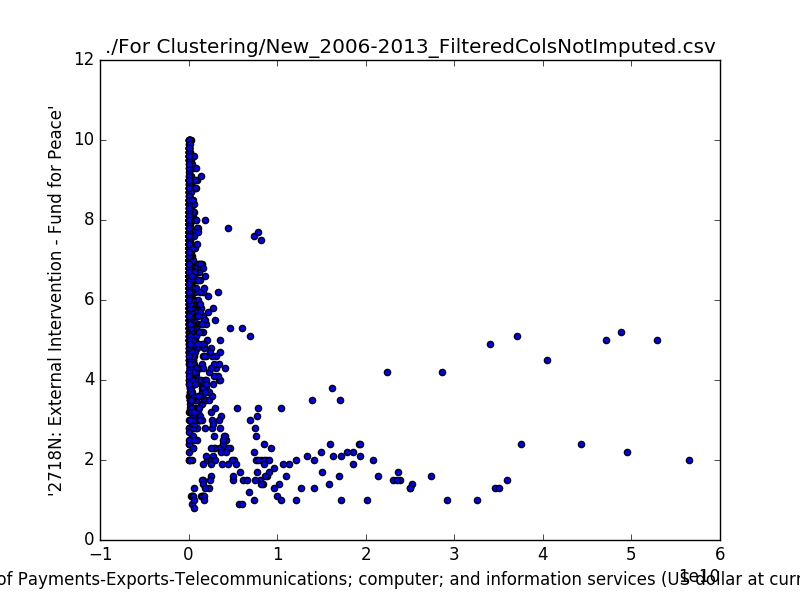 ./For Clustering/New_2006-2013_FilteredColsNotImputed.csv
12
10
8
6
4
2
0
'2718N: External Intervention - Fund for Peace'
−1 0 1 2 3 4 5 6
1e10
of Payments-Exports-Telecommunications; computer; and information services (US dollar at curr